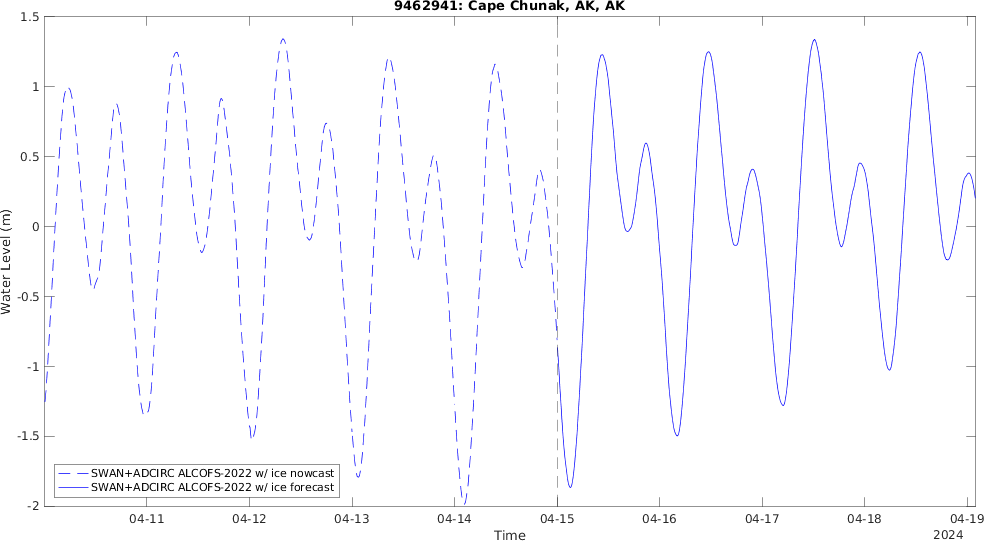 9462941: Cape Chunak, AK, AK
Water Level (m)
1.5
1
0.5
0
-0.5
-1
-1.5
-2
SWAN+ADCIRC ALCOFS-2022 w/ ice nowcast
SWAN+ADCIRC ALCOFS-2022 w/ ice forecast
04-11 04-12 04-13 04-14 04-15 04-16 04-17 04-18 04-19
Time
2024